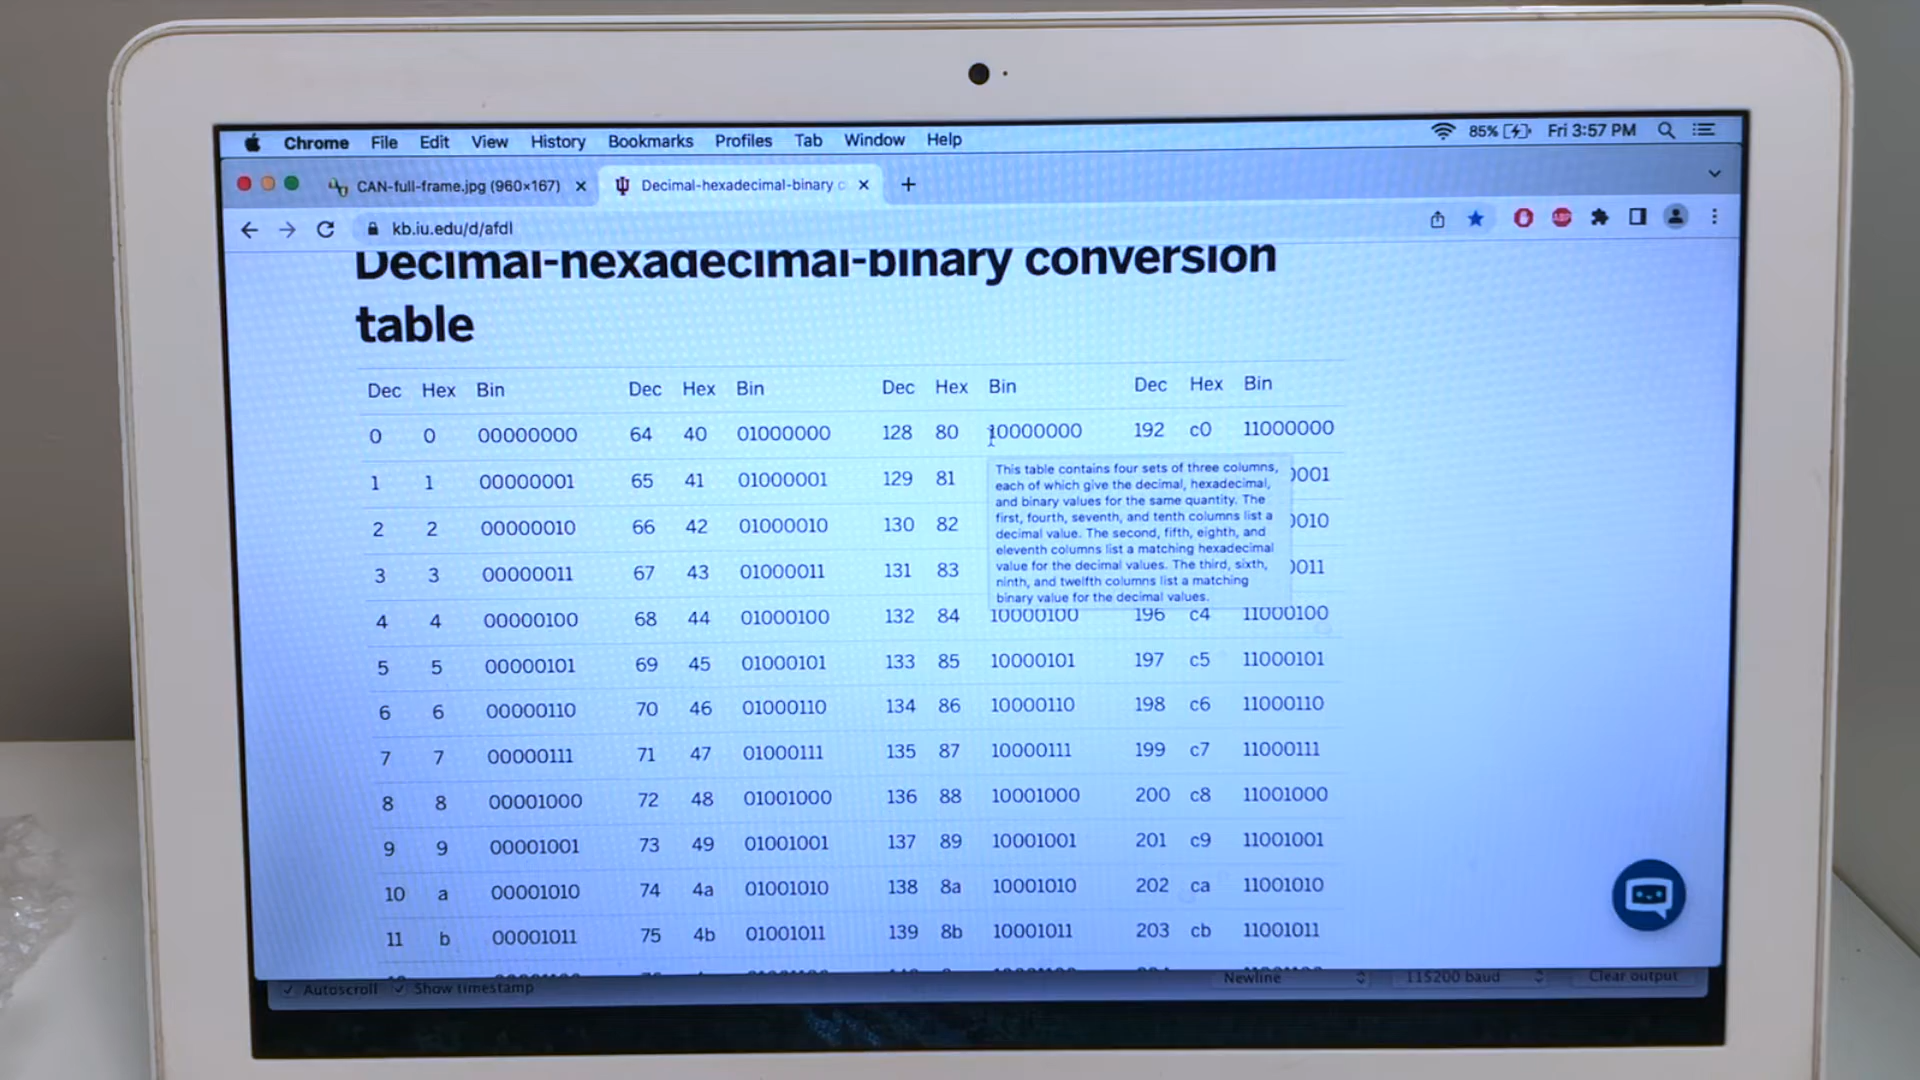 Chrome File Edit View History Bookmarks Profiles Tab Window Help 85% Fri 3:57 PM
CAN-full-frame.jpg (960×167) Decimal-hexadecimal-binary c
kb.iu.edu/d/afdl ABP
Decimal-hexadecimal-binary conversion
table
Dec Hex Bin Dec Hex Bin Dec Hex Bin Dec Hex Bin
0 0 00000000 64 40 01000000 128 80 10000000 192 c0 11000000
1 1 00000001 65 41 01000001 129 81 0001
This table contains four sets of three columns,
each of which give the decimal, hexadecimal,
and binary values for the same quantity. The
first, fourth, seventh, and tenth columns list a
decimal value. The second, fifth, eighth, and
eleventh columns list a matching hexadecimal
value for the decimal values. The third, sixth,
ninth, and twelfth columns list a matching
binary value for the decimal values.
2 2 00000010 66 42 01000010 130 82 0010
3 3 00000011 67 43 01000011 131 83 0011
4 4 00000100 68 44 01000100 132 84 10000100 196 c4 11000100
5 5 00000101 69 45 01000101 133 85 10000101 197 c5 11000101
6 6 00000110 70 46 01000110 134 86 10000110 198 c6 11000110
7 7 00000111 71 47 01000111 135 87 10000111 199 c7 11000111
8 8 00001000 72 48 01001000 136 88 10001000 200 c8 11001000
9 9 00001001 73 49 01001001 137 89 10001001 201 c9 11001001
10 a 00001010 74 4a 01001010 138 8a 10001010 202 ca 11001010
11 b 00001011 75 4b 01001011 139 8b 10001011 203 cb 11001011
Autoscroll Show timestamp Newline 115200 baud Clear output